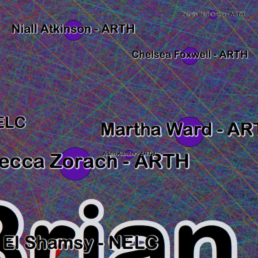 Niall Atkinson - ARTH
Chelsea Foxwell - ARTH
ELC
Martha Ward - ART
ecca Zorach - ARTH
Brian
El Shamsy - NELC